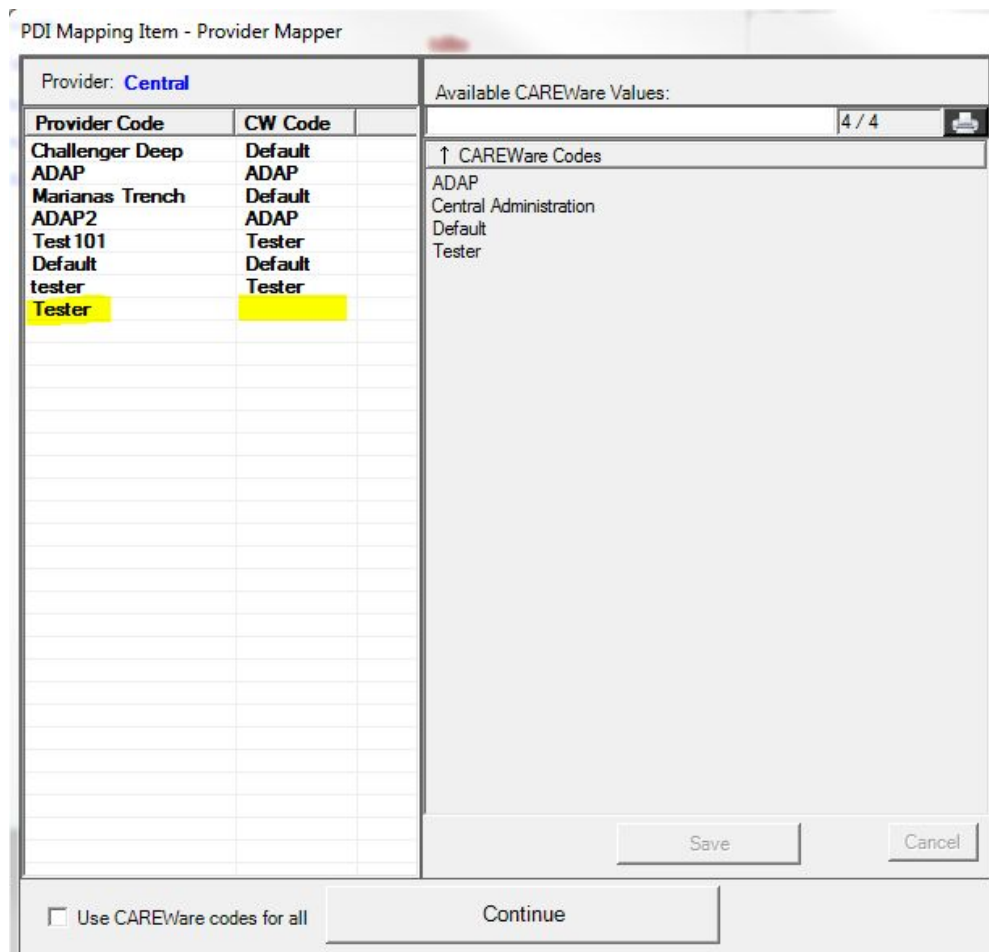 PDI Mapping Item - Provider Mapper
Provider: Central
Provider Code CW Code
Challenger Deep Default
ADAP ADAP
Marianas Trench Default
ADAP2 ADAP
Test101 Tester
Default Default
tester Tester
Tester
Available CAREWare Values:
4 / 4
↑ CAREWare Codes
ADAP
Central Administration
Default
Tester
Save Cancel
Use CAREWare codes for all
Continue